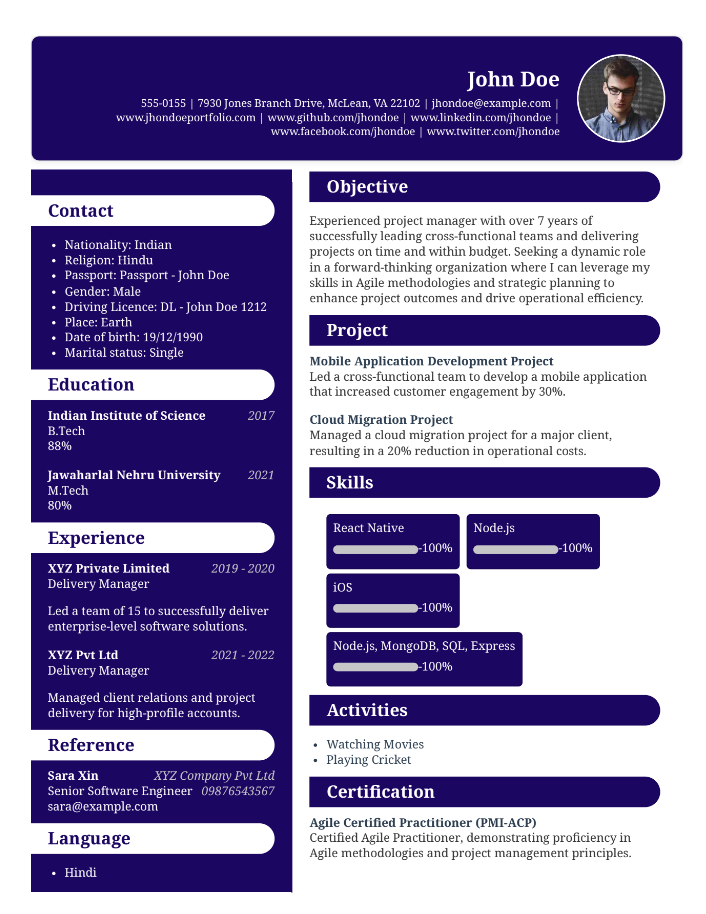 John Doe
555-0155 | 7930 Jones Branch Drive, McLean, VA 22102 | jhondoe@example.com |
www.jhondoeportfolio.com | www.github.com/jhondoe | www.linkedin.com/jhondoe |
www.facebook.com/jhondoe | www.twitter.com/jhondoe
Contact
• Nationality: Indian
• Religion: Hindu
• Passport: Passport - John Doe
• Gender: Male
• Driving Licence: DL - John Doe 1212
• Place: Earth
• Date of birth: 19/12/1990
• Marital status: Single
Education
Indian Institute of Science 2017
B.Tech
88%
Jawaharlal Nehru University 2021
M.Tech
80%
Experience
XYZ Private Limited 2019 - 2020
Delivery Manager
Led a team of 15 to successfully deliver
enterprise-level software solutions.
XYZ Pvt Ltd 2021 - 2022
Delivery Manager
Managed client relations and project
delivery for high-profile accounts.
Reference
Sara Xin XYZ Company Pvt Ltd
Senior Software Engineer 09876543567
sara@example.com
Language
• Hindi
Objective
Experienced project manager with over 7 years of
successfully leading cross-functional teams and delivering
projects on time and within budget. Seeking a dynamic role
in a forward-thinking organization where I can leverage my
skills in Agile methodologies and strategic planning to
enhance project outcomes and drive operational efficiency.
Project
Mobile Application Development Project
Led a cross-functional team to develop a mobile application
that increased customer engagement by 30%.
Cloud Migration Project
Managed a cloud migration project for a major client,
resulting in a 20% reduction in operational costs.
Skills
React Native
-100%
Node.js
-100%
iOS
-100%
Node.js, MongoDB, SQL, Express
-100%
Activities
• Watching Movies
• Playing Cricket
Certification
Agile Certified Practitioner (PMI-ACP)
Certified Agile Practitioner, demonstrating proficiency in
Agile methodologies and project management principles.